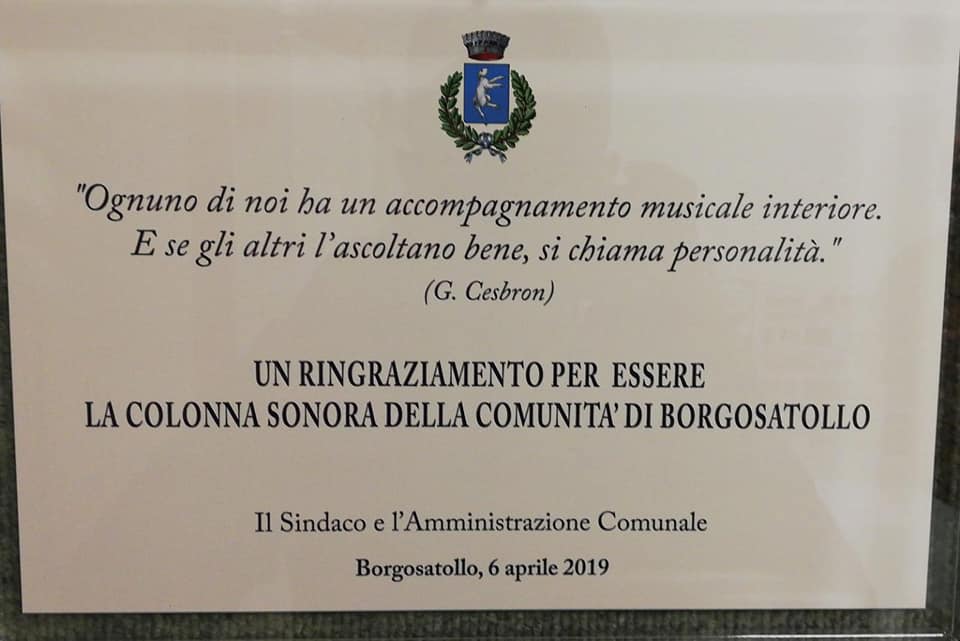 "Ognuno di noi ha un accompagnamento musicale interiore.
E se gli altri l'ascoltano bene, si chiama personalità."
(G. Cesbron)
UN RINGRAZIAMENTO PER ESSERE
LA COLONNA SONORA DELLA COMUNITA' DI BORGOSATOLLO
Il Sindaco e l'Amministrazione Comunale
Borgosatollo, 6 aprile 2019